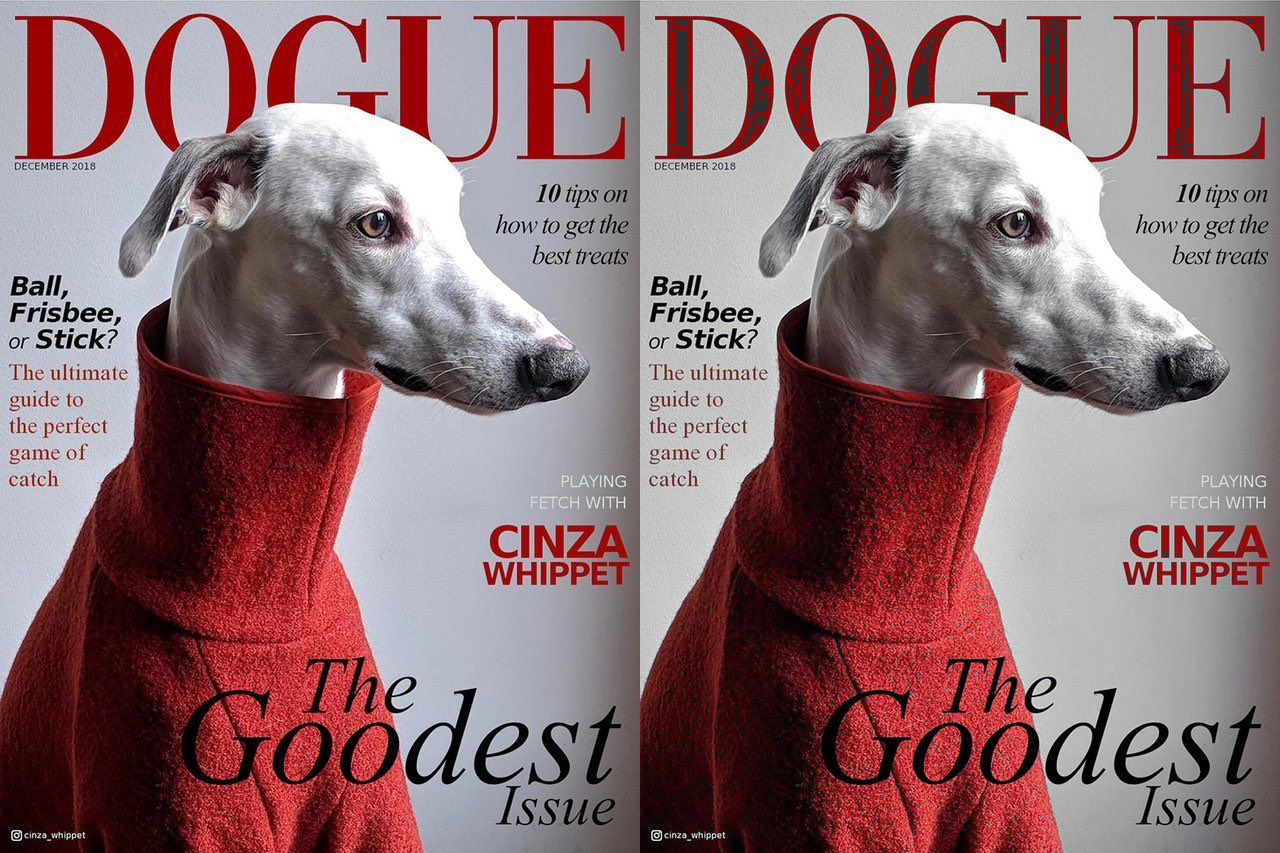 DOGUE
DECEMBER 2018
10 tips on
how to get the
best treats
Ball,
Frisbee,
or Stick?
The ultimate
guide to
the perfect
game of
catch
PLAYING
FETCH WITH
CINZA
WHIPPET
The
Goodest
Issue
cinza_whippet
DOGUE
DECEMBER 2018
10 tips on
how to get the
best treats
Ball,
Frisbee,
or Stick?
The ultimate
guide to
the perfect
game of
catch
PLAYING
FETCH WITH
CINZA
WHIPPET
The
Goodest
Issue
cinza_whippet